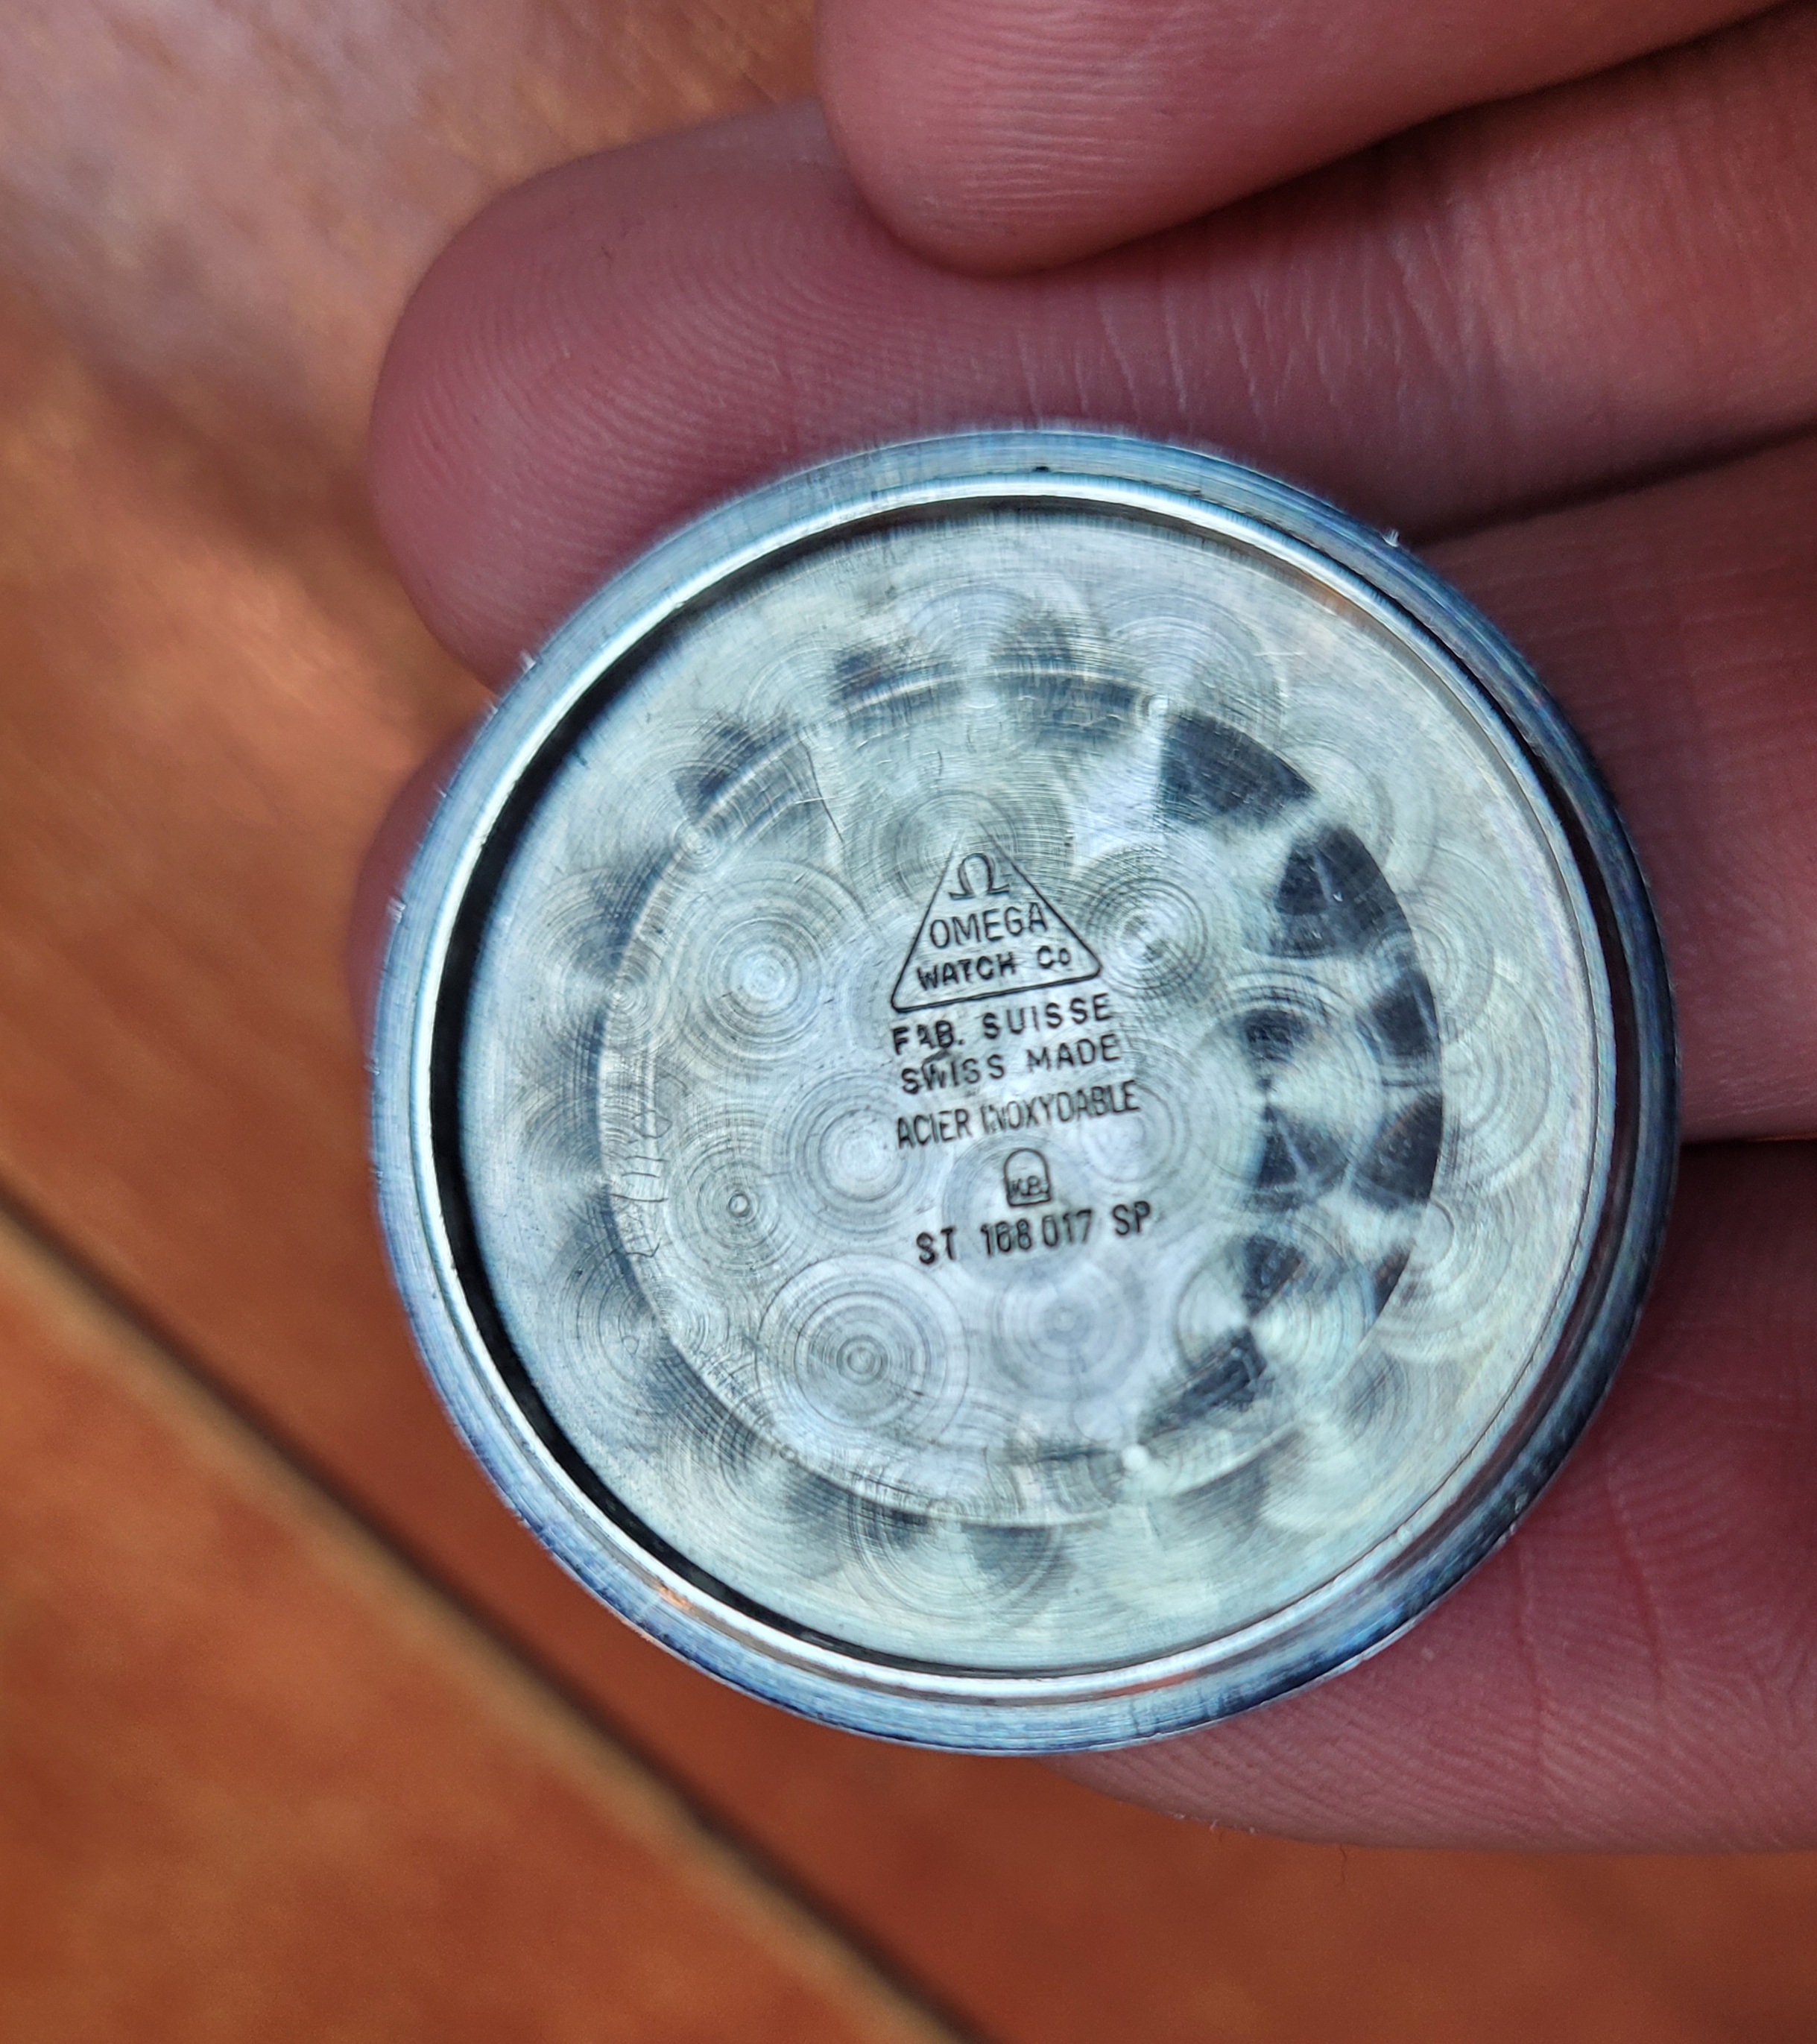 Ω
OMEGA
WATCH Co
FAB. SUISSE
SWISS MADE
ACIER INOXYDABLE
K.B.
ST 168 017 SP